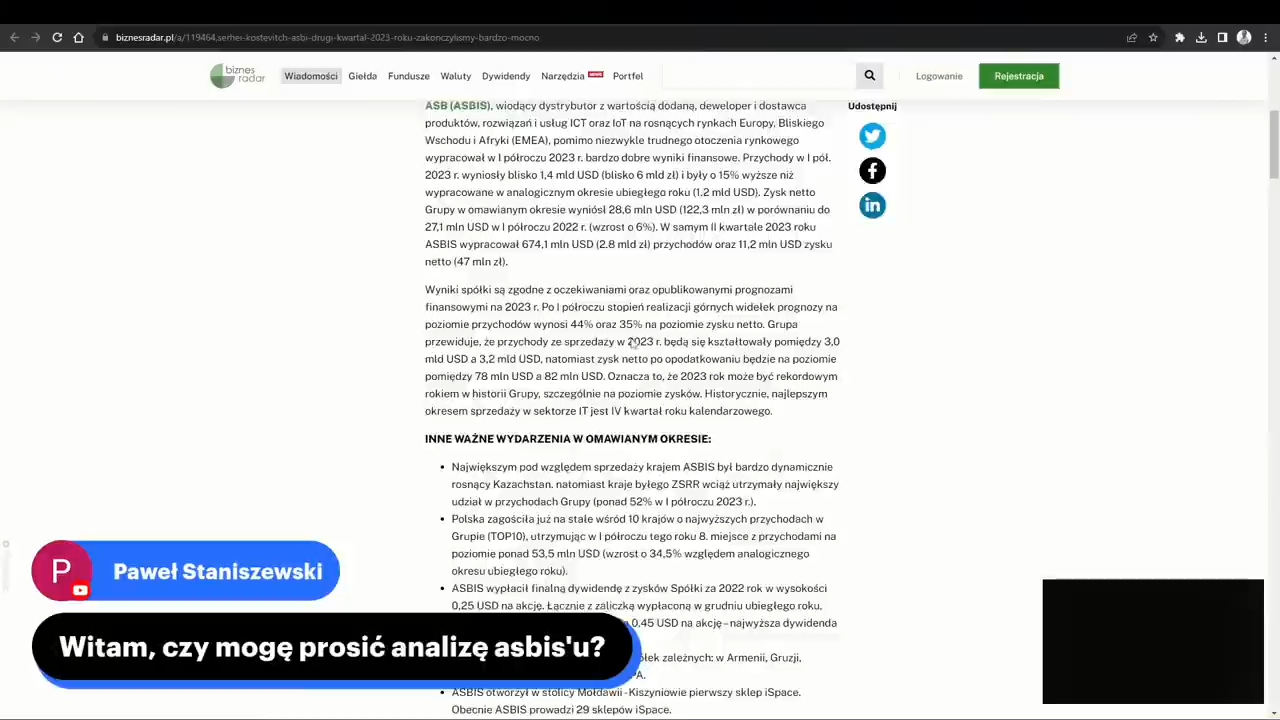 biznesradar.pl/a/119464,serhei-kostevitch-asbi-drugi-kwartal-2023-roku-zakonczylismy-bardzo-mocno
biznes
radar
Wiadomości
Giełda
Fundusze
Waluty
Dywidendy
Narzędzia
Portfel
Logowanie
Rejestracja
ASB (ASBIS), wiodący dystrybutor z wartością dodaną, deweloper i dostawca
produktów, rozwiązań i usług ICT oraz IoT na rosnących rynkach Europy, Bliskiego
Wschodu i Afryki (EMEA), pomimo niezwykle trudnego otoczenia rynkowego
wypracował w I półroczu 2023 r. bardzo dobre wyniki finansowe. Przychody w I pół.
2023 r. wyniosły blisko 1,4 mld USD (blisko 6 mld zł) i były o 15% wyższe niż
wypracowane w analogicznym okresie ubiegłego roku (1,2 mld USD). Zysk netto
Grupy w omawianym okresie wyniósł 28,6 mln USD (122,3 mln zł) w porównaniu do
27,1 mln USD w I półroczu 2022 r. (wzrost o 6%). W samym II kwartale 2023 roku
ASBIS wypracował 674,1 mln USD (2.8 mld zł) przychodów oraz 11,2 mln USD zysku
netto (47 mln zł).
Udostępnij
Wyniki spółki są zgodne z oczekiwaniami oraz opublikowanymi prognozami
finansowymi na 2023 r. Po I półroczu stopień realizacji górnych widełek prognozy na
poziomie przychodów wynosi 44% oraz 35% na poziomie zysku netto. Grupa
przewiduje, że przychody ze sprzedaży w 2023 r. będą się kształtowały pomiędzy 3,0
mld USD a 3,2 mld USD, natomiast zysk netto po opodatkowaniu będzie na poziomie
pomiędzy 78 mln USD a 82 mln USD. Oznacza to, że 2023 rok może być rekordowym
rokiem w historii Grupy, szczególnie na poziomie zysków. Historycznie, najlepszym
okresem sprzedaży w sektorze IT jest IV kwartał roku kalendarzowego.
INNE WAŻNE WYDARZENIA W OMAWIANYM OKRESIE:
• Największym pod względem sprzedaży krajem ASBIS był bardzo dynamicznie
rosnący Kazachstan, natomiast kraje byłego ZSRR wciąż utrzymały największy
udział w przychodach Grupy (ponad 52% w I półroczu 2023 r.).
• Polska zagościła już na stałe wśród 10 krajów o najwyższych przychodach w
Grupie (TOP10), utrzymując w I półroczu tego roku 8. miejsce z przychodami na
poziomie ponad 53,5 mln USD (wzrost o 34,5% względem analogicznego
okresu ubiegłego roku).
• ASBIS wypłacił finalną dywidendę z zysków Spółki za 2022 rok w wysokości
0,25 USD na akcję. Łącznie z zaliczką wypłaconą w grudniu ubiegłego roku,
0,45 USD na akcję – najwyższa dywidenda
zależnych: w Armenii, Gruzji,
• ASBIS otworzył w stolicy Mołdawii - Kiszyniowie pierwszy sklep iSpace.
Obecnie ASBIS prowadzi 29 sklepów iSpace.
P
Paweł Staniszewski
Witam, czy mogę prosić analizę asbis'u?